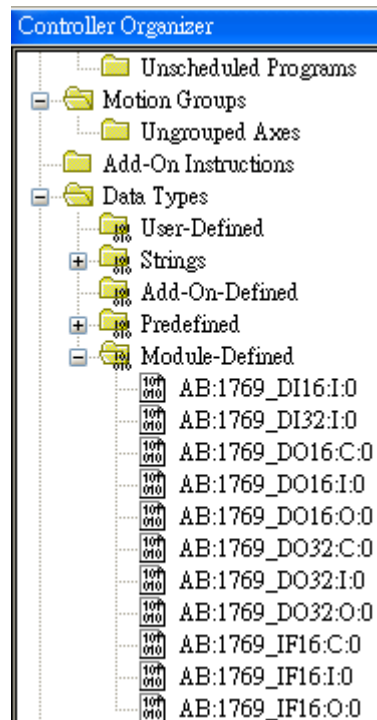 Controller Organizer
Unscheduled Programs
Motion Groups
Ungrouped Axes
Add-On Instructions
Data Types
User-Defined
Strings
Add-On-Defined
Predefined
Module-Defined
AB:1769_DI16:I:0
AB:1769_DI32:I:0
AB:1769_DO16:C:0
AB:1769_DO16:I:0
AB:1769_DO16:O:0
AB:1769_DO32:C:0
AB:1769_DO32:I:0
AB:1769_DO32:O:0
AB:1769_IF16:C:0
AB:1769_IF16:I:0
AB:1769_IF16:O:0